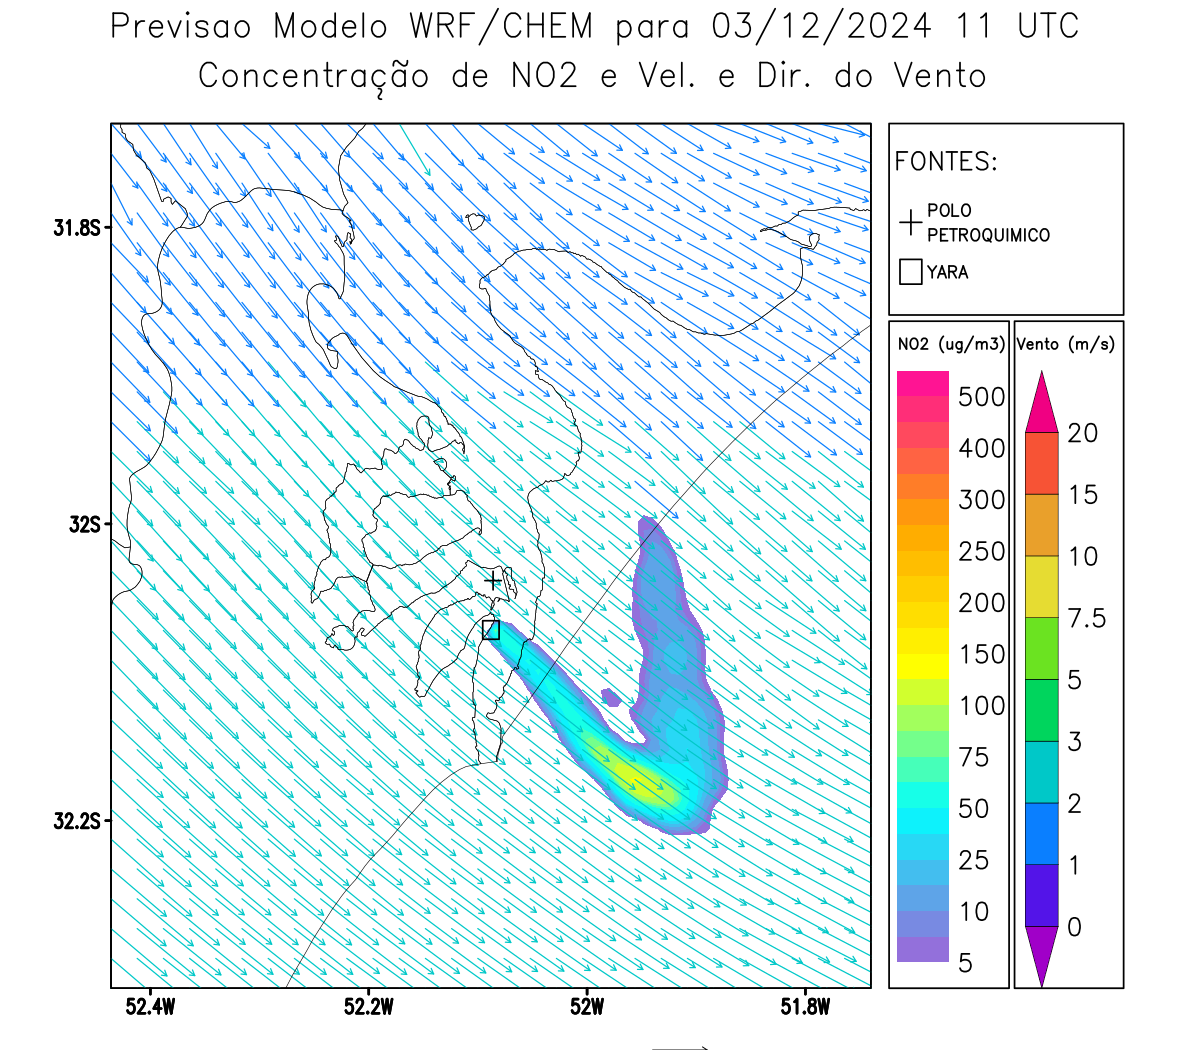 Previsao Modelo WRF/CHEM para 03/12/2024 11 UTC
Concentração de NO2 e Vel. e Dir. do Vento
FONTES:
POLO
PETROQUIMICO
YARA
NO2 (ug/m3)
Vento (m/s)
500
400
300
250
200
150
100
75
50
25
10
5
20
15
10
7.5
5
3
2
1
0
31.8S
32S
32.2S
52.4W
52.2W
52W
51.8W